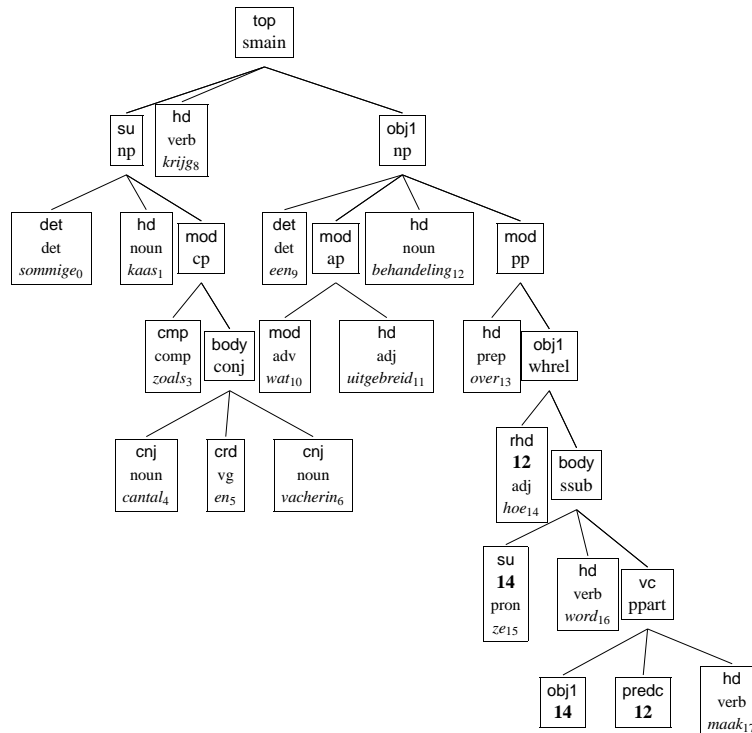 top
smain
su
np
hd
verb
krijg8
obj1
np
det
det
sommige0
hd
noun
kaas1
mod
cp
det
det
een9
mod
ap
hd
noun
behandeling12
mod
pp
cmp
comp
zoals3
body
conj
mod
adv
wat10
hd
adj
uitgebreid11
hd
prep
over13
obj1
whrel
cnj
noun
cantal4
crd
vg
en5
cnj
noun
vacherin6
rhd
12
adj
hoe14
body
ssub
su
14
pron
ze15
hd
verb
word16
vc
ppart
obj1
14
predc
12
hd
verb
maak17